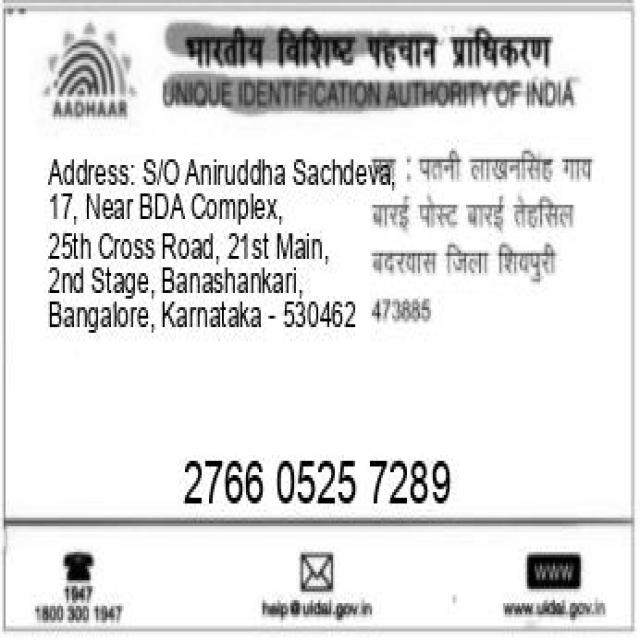 भारतीय विशिष्ट पहचान प्राधिकरण
AADHAAR
UNIQUE IDENTIFICATION AUTHORITY OF INDIA
Address: S/O Aniruddha Sachdeva,
17, Near BDA Complex,
25th Cross Road, 21st Main,
2nd Stage, Banashankari,
Bangalore, Karnataka - 530462
: पतनी लाखनसिंह गाव
बारई पोस्ट बारई तेहसिल
बदरवास जिला शिवपुरी
473885
2766 0525 7289
1947
1800 300 1947
help@uidai.gov.in
WWW
www.uidai.gov.in